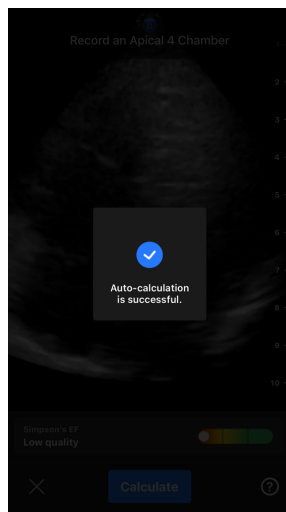 Record an Apical 4 Chamber
2
3
4
5
6
7
8
9
10
Auto-calculation
is successful.
Simpson's EF
Low quality
Calculate
?